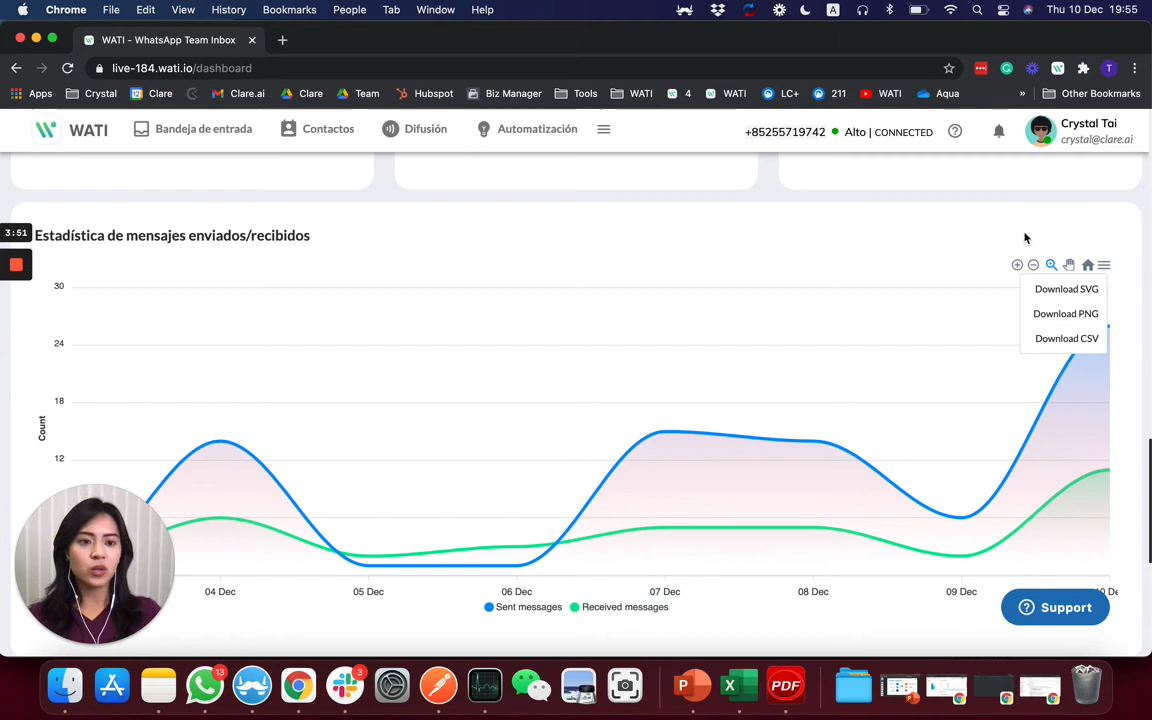 Chrome File Edit View History Bookmarks People Tab Window Help A Thu 10 Dec 19:55
WATI - WhatsApp Team Inbox
live-184.wati.io/dashboard T
Apps Crystal 12 Clare Clare.ai Clare Team Hubspot Biz Manager Tools WATI 4 WATI LC+ 211 WATI Aqua » Other Bookmarks
WATI Bandeja de entrada Contactos Difusión Automatización +85255719742 Alto | CONNECTED Crystal Tai
crystal@clare.ai
3:51
Estadística de mensajes enviados/recibidos
Download SVG
Download PNG
Download CSV
30
24
18
12
Count
04 Dec 05 Dec 06 Dec 07 Dec 08 Dec 09 Dec 10 De
Sent messages Received messages
Support
13 3 P X PDF